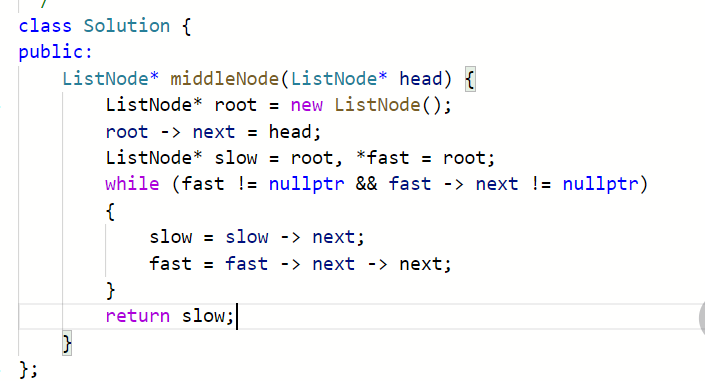 /
class Solution {
public:
    ListNode* middleNode(ListNode* head) {
        ListNode* root = new ListNode();
        root -> next = head;
        ListNode* slow = root, *fast = root;
        while (fast != nullptr && fast -> next != nullptr)
        {
            slow = slow -> next;
            fast = fast -> next -> next;
        }
        return slow;
    }
};